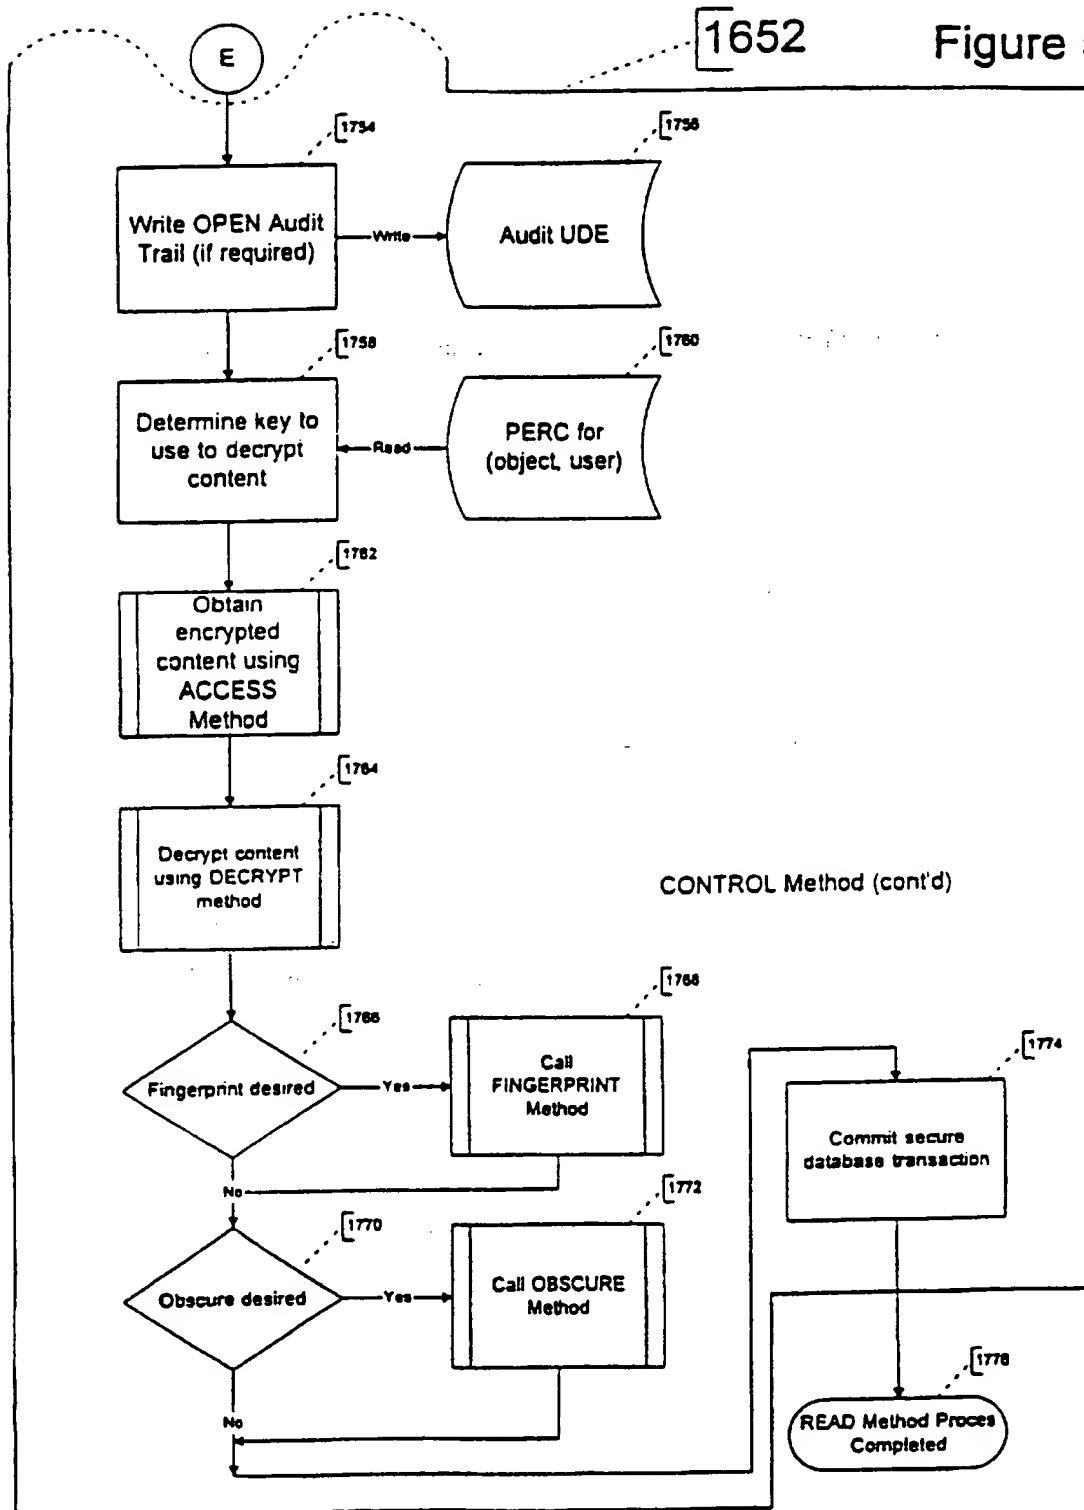 1652
Figure
E
1754
Write OPEN Audit
Trail (if required)
Write
1756
Audit UDE
1758
Determine key to
use to decrypt
content
Read
1760
PERC for
(object, user)
1762
Obtain
encrypted
content using
ACCESS
Method
1764
Decrypt content
using DECRYPT
method
CONTROL Method (cont'd)
1766
Fingerprint desired
Yes
1768
Call
FINGERPRINT
Method
1774
Commit secure
database transaction
No
1770
Obscure desired
Yes
1772
Call OBSCURE
Method
No
1776
READ Method Proces
Completed